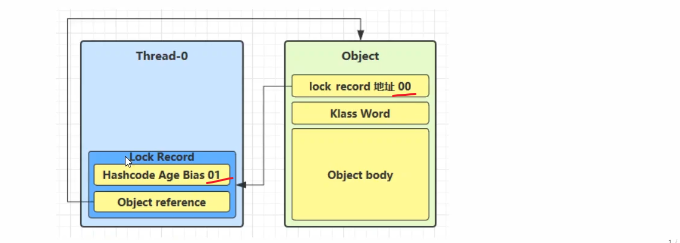 Thread-0
Lock Record
Hashcode Age Bias 01
Object reference
Object
lock record 地址 00
Klass Word
Object body